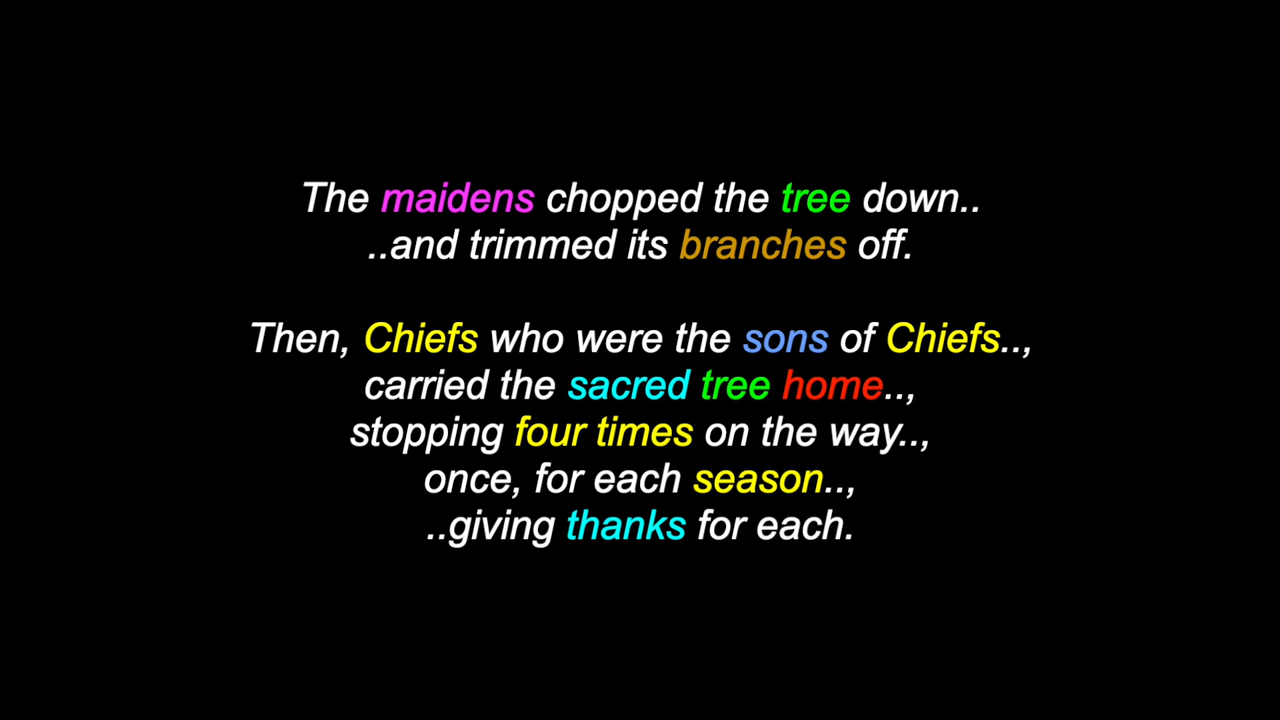 The maidens chopped the tree down..
..and trimmed its branches off.
Then, Chiefs who were the sons of Chiefs..,
carried the sacred tree home..,
stopping four times on the way..,
once, for each season..,
..giving thanks for each.